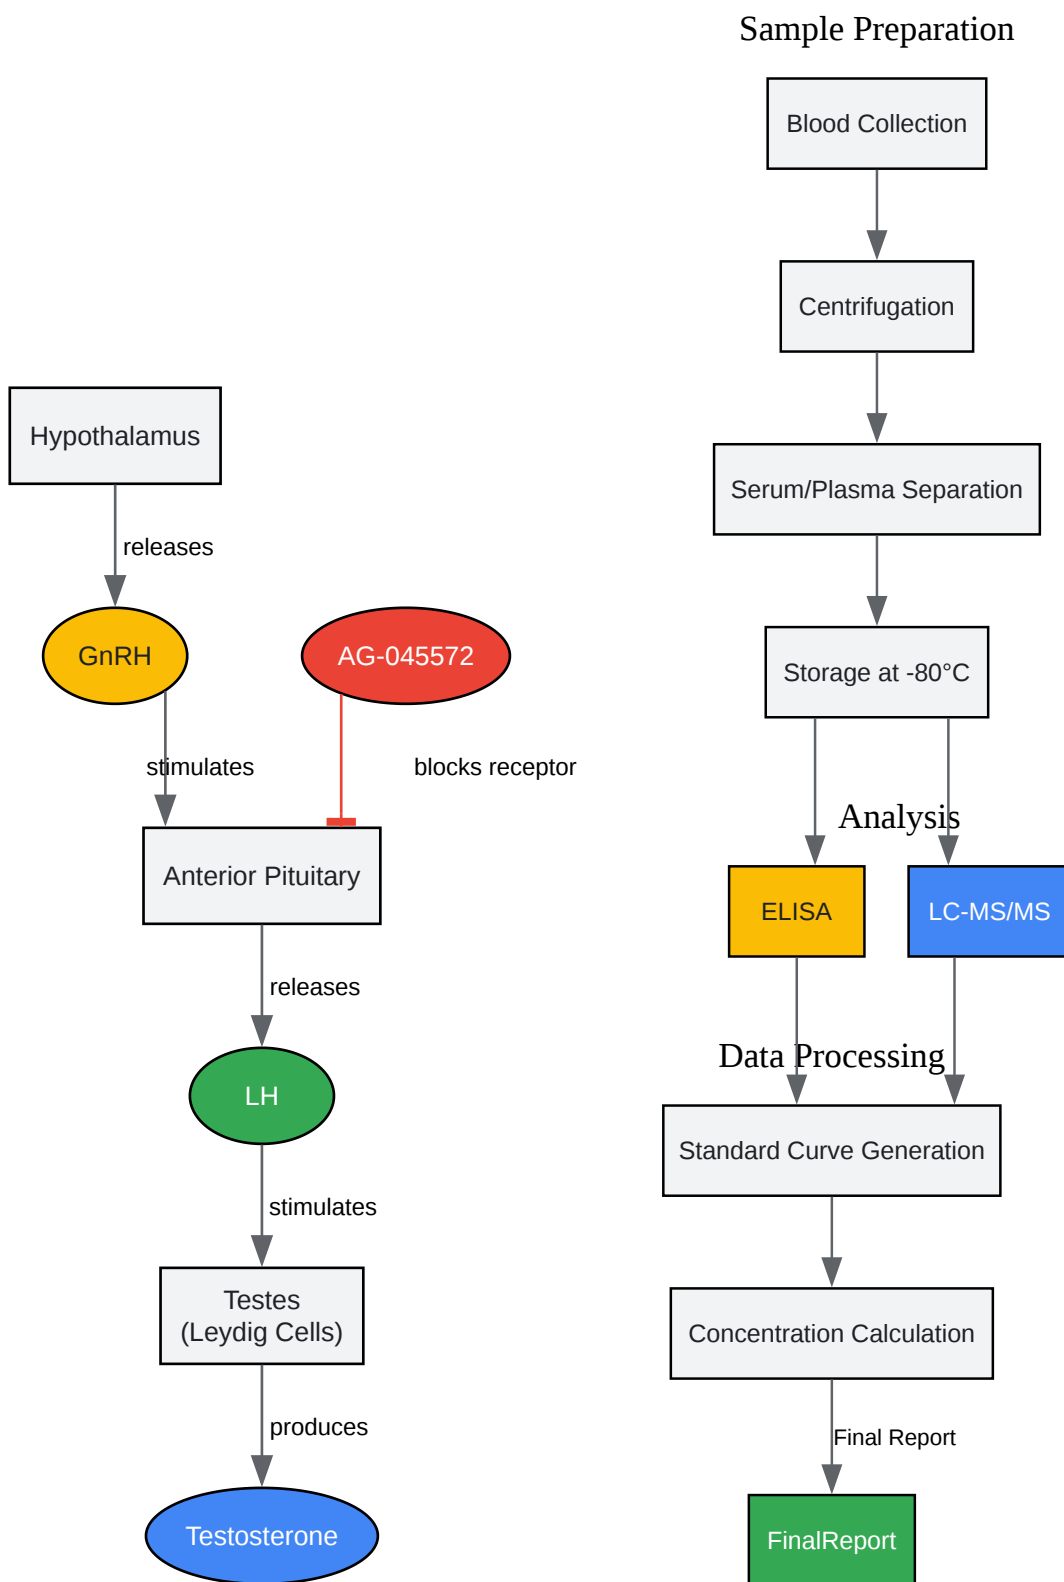 Hypothalamus
releases
GnRH
AG-045572
stimulates
blocks receptor
Anterior Pituitary
releases
LH
stimulates
Testes
(Leydig Cells)
produces
Testosterone
Sample Preparation
Blood Collection
Centrifugation
Serum/Plasma Separation
Storage at -80°C
Analysis
ELISA
LC-MS/MS
Data Processing
Standard Curve Generation
Concentration Calculation
Final Report
FinalReport